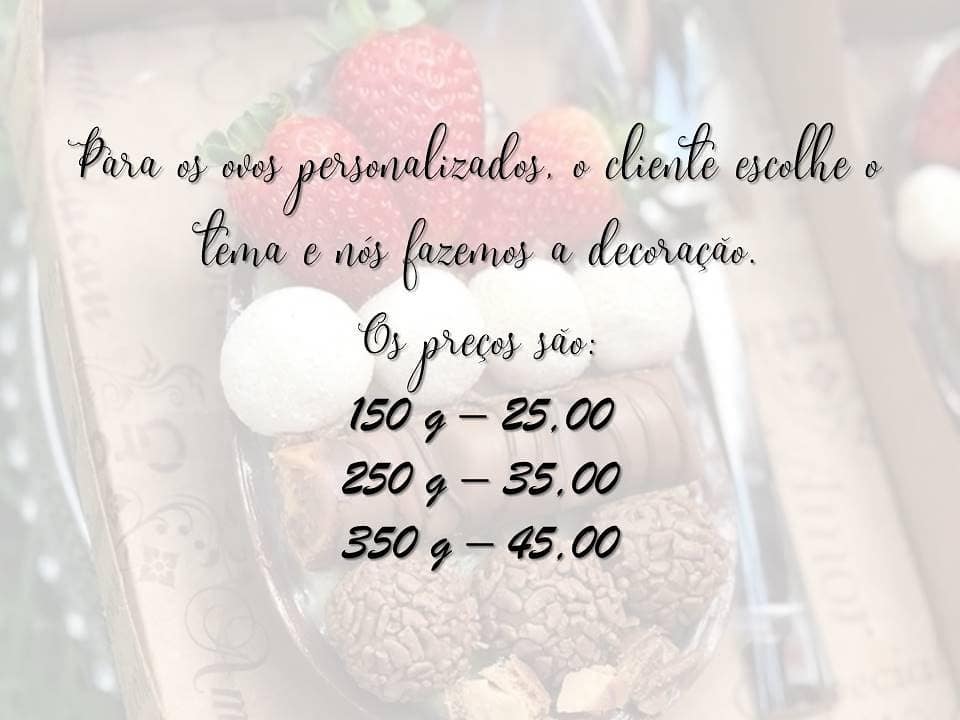 Para os ovos personalizados, o cliente escolhe o
tema e nós fazemos a decoração.
Os preços são:
150 g – 25,00
250 g – 35,00
350 g – 45,00